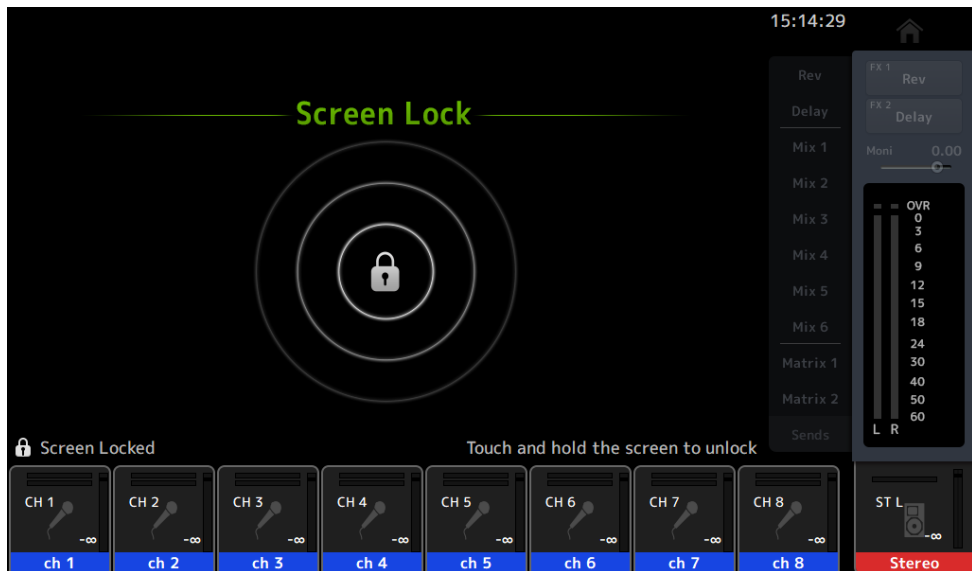 15:14:29
Screen Lock
Rev
Delay
Mix 1
Mix 2
Mix 3
Mix 4
Mix 5
Mix 6
Matrix 1
Matrix 2
Sends
FX 1
Rev
FX 2
Delay
Moni 0.00
OVR
0
3
6
9
12
15
18
24
30
40
50
60
L R
Screen Locked
Touch and hold the screen to unlock
CH 1
-∞
ch 1
CH 2
-∞
ch 2
CH 3
-∞
ch 3
CH 4
-∞
ch 4
CH 5
-∞
ch 5
CH 6
-∞
ch 6
CH 7
-∞
ch 7
CH 8
-∞
ch 8
ST L
-∞
Stereo